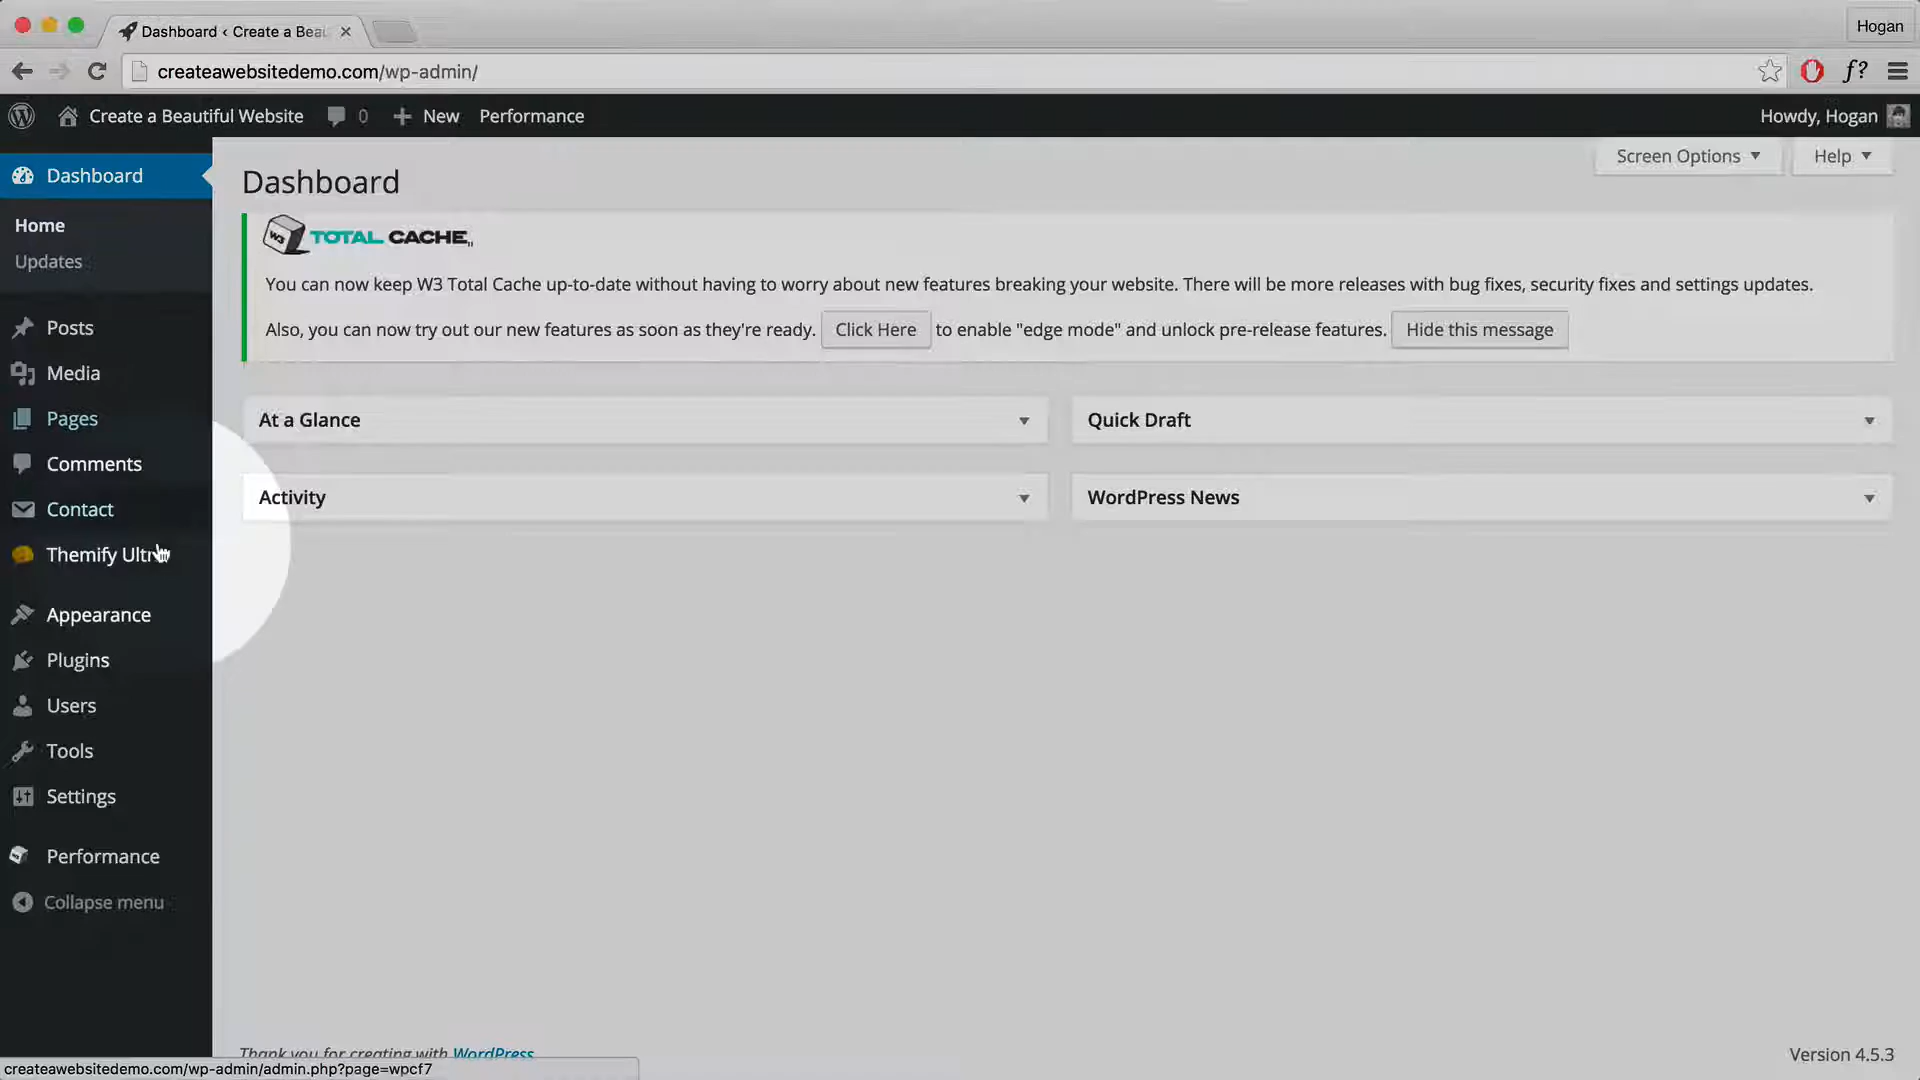 Dashboard ‹ Create a Bea
Hogan
createawebsitedemo.com/wp-admin/
f?
Create a Beautiful Website 0 New Performance
Howdy, Hogan
Dashboard
Home
Updates
Posts
Media
Pages
Comments
Contact
Themify Ultra
Appearance
Plugins
Users
Tools
Settings
Performance
Collapse menu
Screen Options
Help
Dashboard
W3 TOTAL CACHE
You can now keep W3 Total Cache up-to-date without having to worry about new features breaking your website. There will be more releases with bug fixes, security fixes and settings updates.
Also, you can now try out our new features as soon as they're ready. Click Here to enable "edge mode" and unlock pre-release features. Hide this message
At a Glance
Quick Draft
Activity
WordPress News
Thank you for creating with WordPress
Version 4.5.3
createawebsitedemo.com/wp-admin/admin.php?page=wpcf7